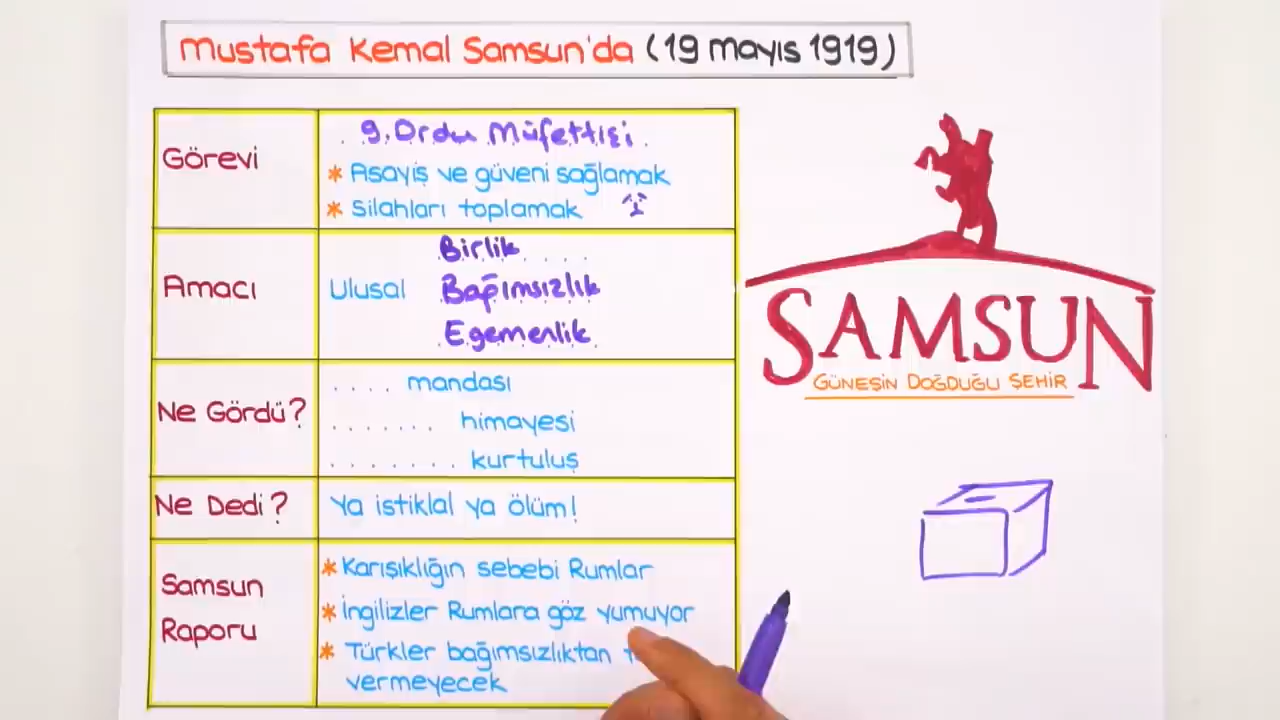 Mustafa Kemal Samsun'da (19 mayıs 1919)
Görevi
. 9. Ordu Müfettişi .
* Asayiş ve güveni sağlamak
* Silahları toplamak
Amacı
Ulusal
Birlik . . . .
Bağımsızlık
Egemenlik
Ne Gördü?
. . . . mandası
. . . . . . . himayesi
. . . . . . . kurtuluş
Ne Dedi?
Ya istiklal ya ölüm!
Samsun
Raporu
* Karışıklığın sebebi Rumlar
* İngilizler Rumlara göz yumuyor
* Türkler bağımsızlıktan
vermeyecek
SAMSUN
GÜNEŞİN DOĞDUĞU ŞEHİR